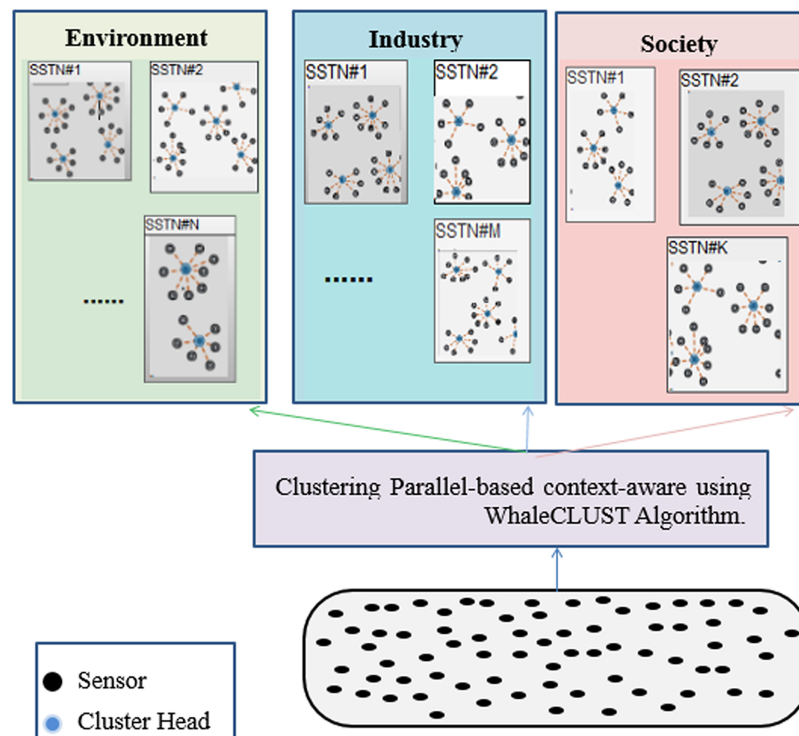 Environment
SSTN#1
SSTN#2
SSTN#N
......
Industry
SSTN#1
SSTN#2
SSTN#M
......
Society
SSTN#1
SSTN#2
SSTN#K
Clustering Parallel-based context-aware using
WhaleCLUST Algorithm.
Sensor
Cluster Head